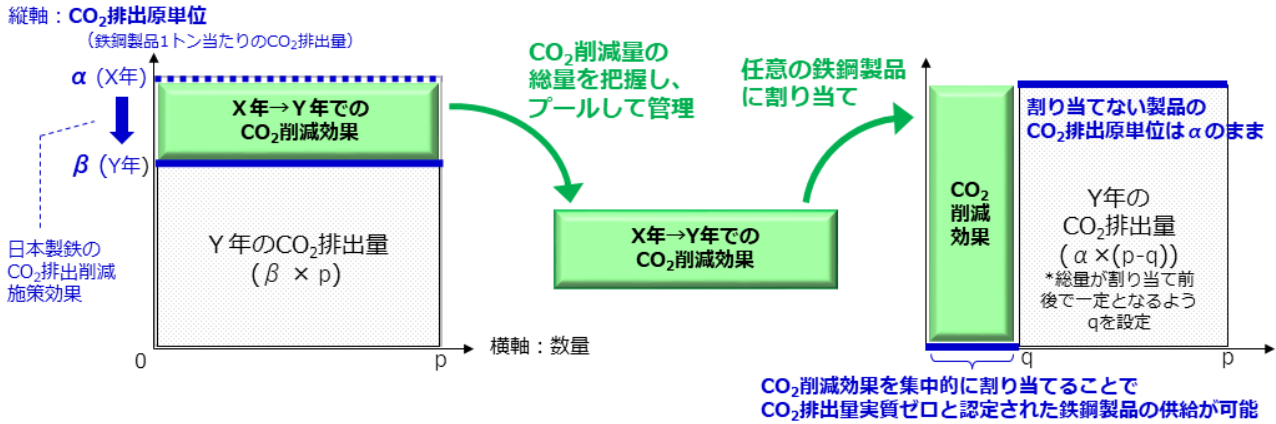 縦軸：CO₂排出原単位
（鉄鋼製品1トン当たりのCO₂排出量）
α (X年)
β (Y年)
X年→Y年での
CO₂削減効果
Y年のCO₂排出量
(β × p)
日本製鉄の
CO₂排出削減
施策効果
0
p
横軸：数量
CO₂削減量の
総量を把握し、
プールして管理
X年→Y年での
CO₂削減効果
任意の鉄鋼製品
に割り当て
CO₂
削減
効果
割り当てない製品の
CO₂排出原単位はαのまま
Y年の
CO₂排出量
(α×(p-q))
*総量が割り当て前
後で一定となるよう
qを設定
q
p
CO₂削減効果を集中的に割り当てることで
CO₂排出量実質ゼロと認定された鉄鋼製品の供給が可能